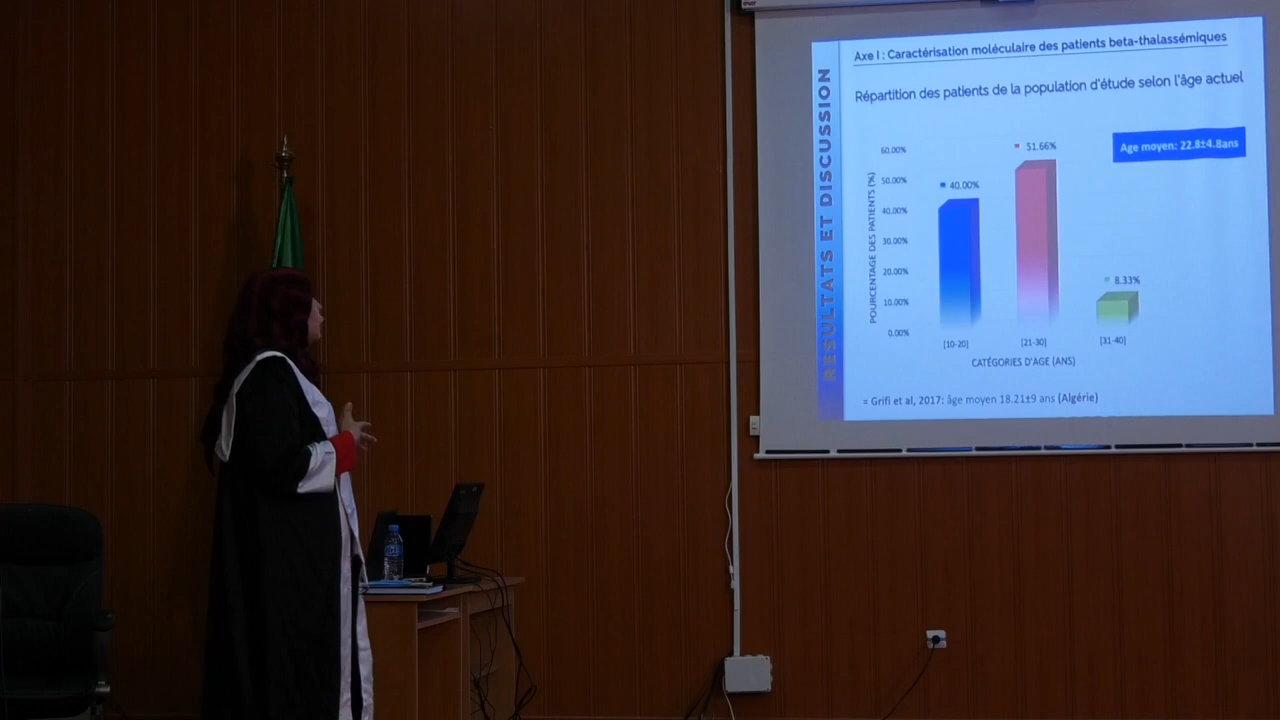 Axe I : Caractérisation moléculaire des patients beta-thalassémiques
Répartition des patients de la population d'étude selon l'âge actuel
RESULTATS ET DISCUSSION
Age moyen: 22.8±4.8ans
POURCENTAGE DES PATIENTS (%)
60.00%
50.00%
40.00%
30.00%
20.00%
10.00%
0.00%
40.00%
51.66%
8.33%
[10-20]
[21-30]
[31-40]
CATÉGORIES D'AGE (ANS)
= Grifi et al, 2017: âge moyen 18.21±9 ans (Algérie)